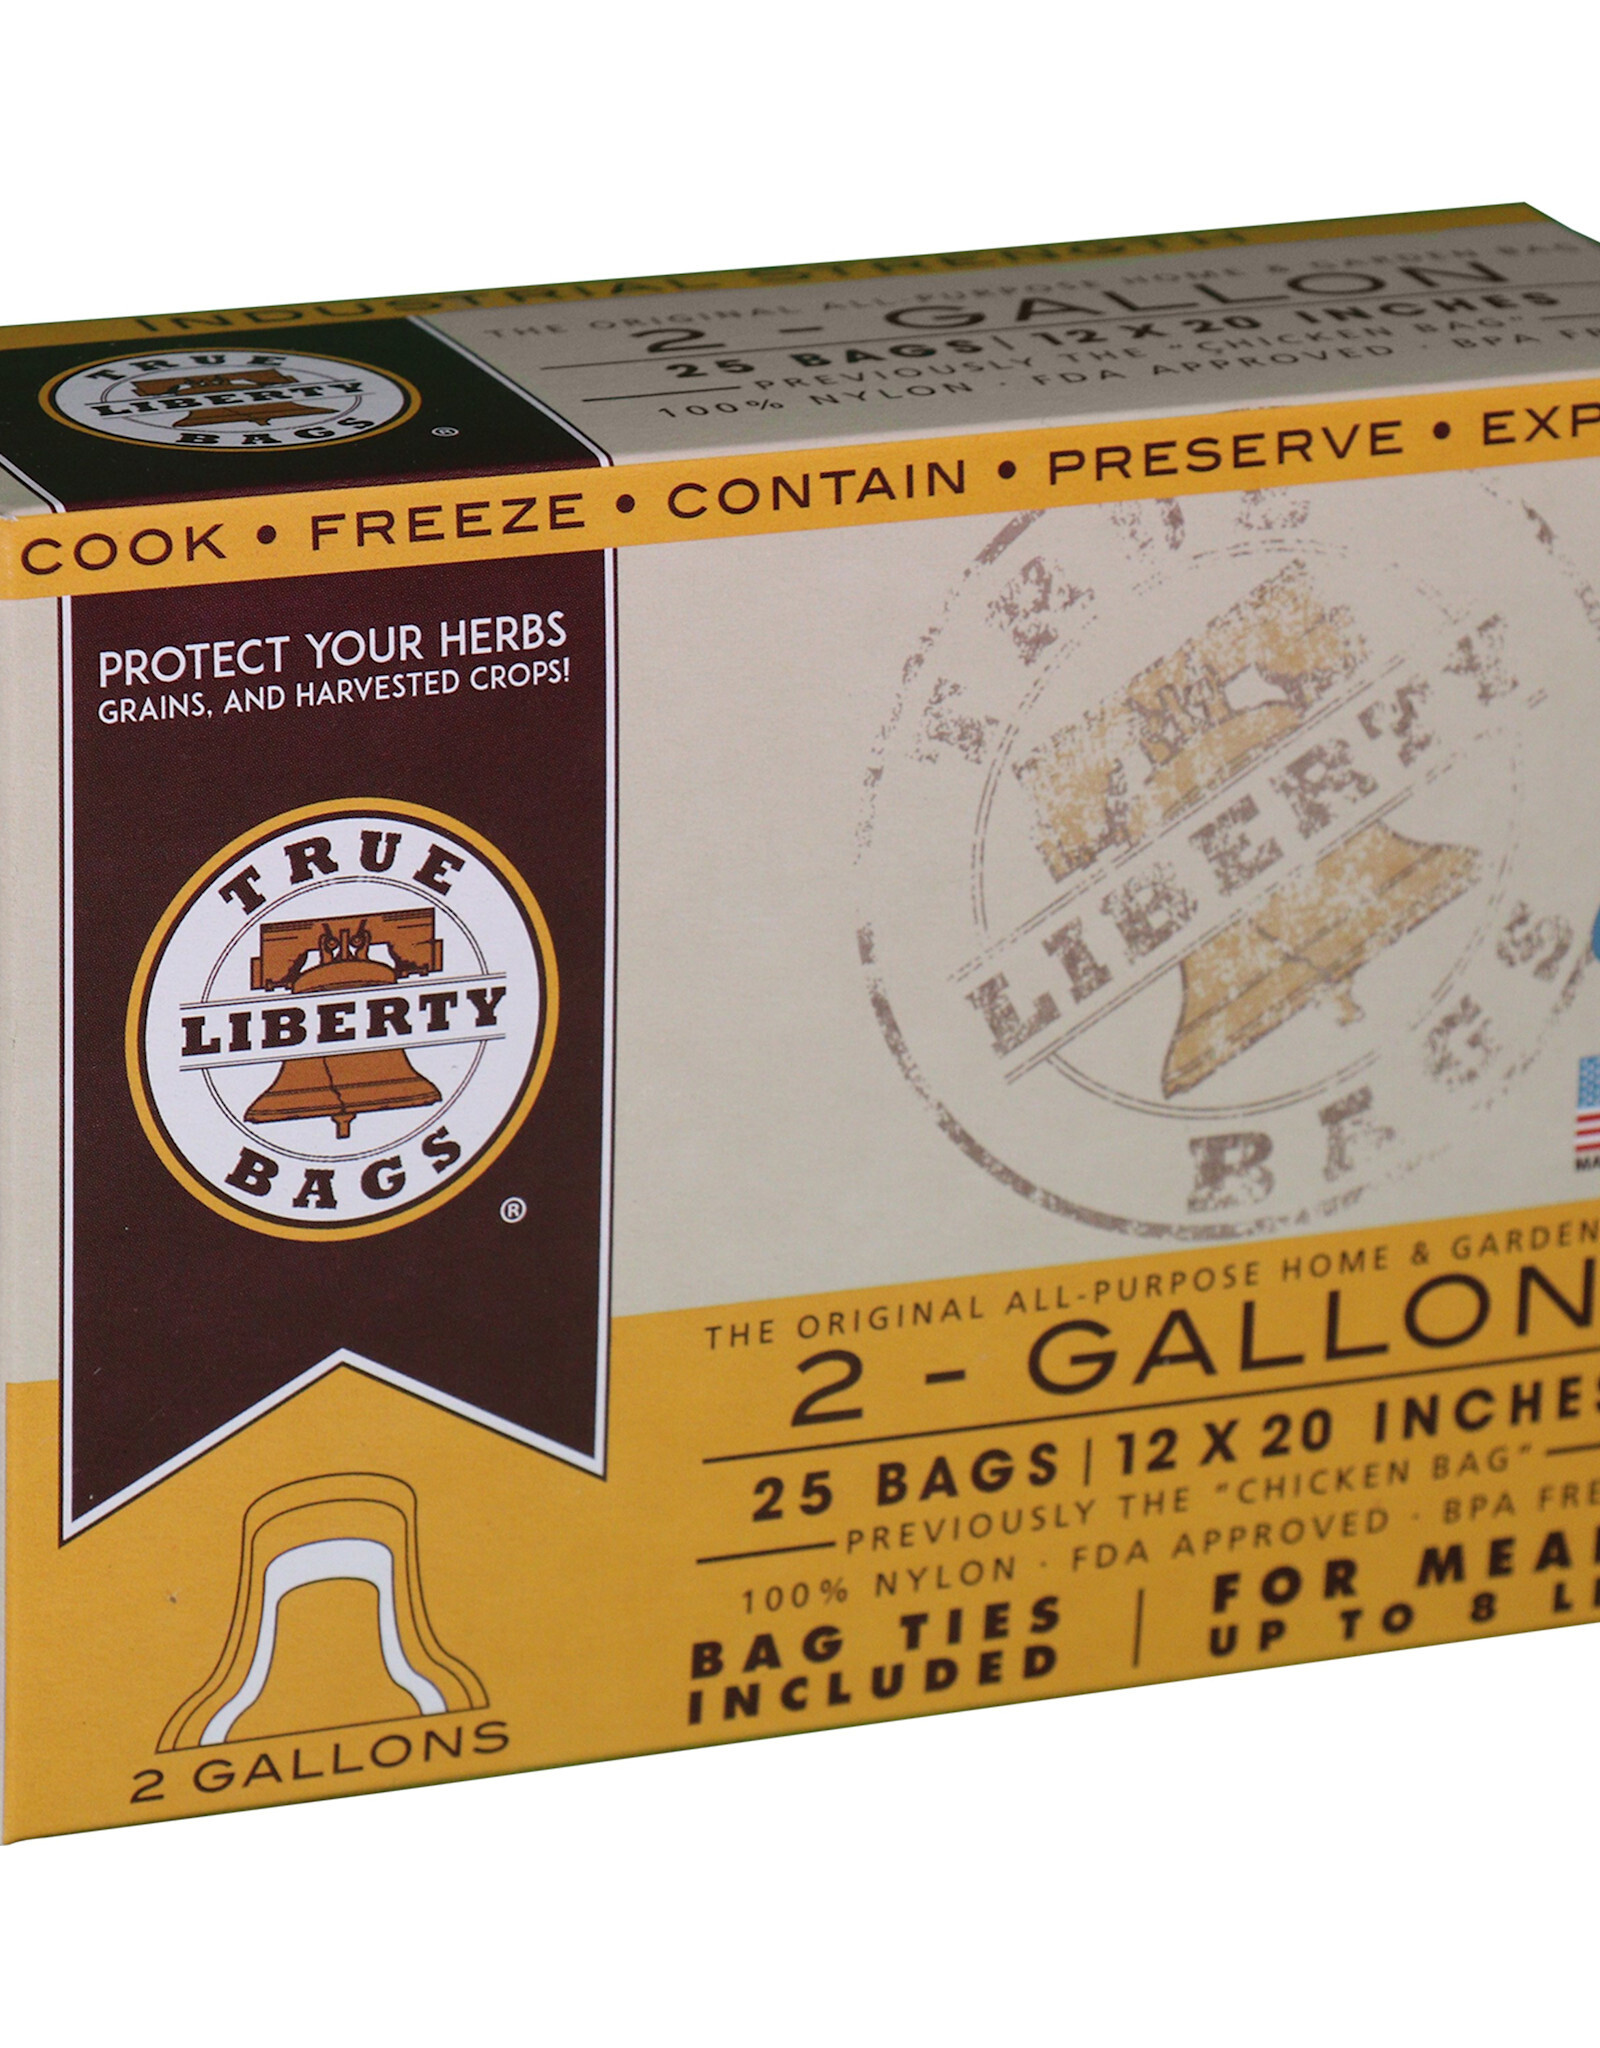 INDUSTRIAL STRENGTH
THE ORIGINAL ALL-PURPOSE HOME & GARDEN BAG
2 - GALLON
25 BAGS | 12 X 20 INCHES
PREVIOUSLY THE "CHICKEN BAG"
100% NYLON · FDA APPROVED · BPA FR
TRUE
LIBERTY
BAGS
®
COOK • FREEZE • CONTAIN • PRESERVE • EXP
PROTECT YOUR HERBS
GRAINS, AND HARVESTED CROPS!
TRUE
LIBERTY
BAGS
®
TRUE
LIBERTY
BAGS
MA
THE ORIGINAL ALL-PURPOSE HOME & GARDEN
2 - GALLON
25 BAGS | 12 X 20 INCHES
PREVIOUSLY THE "CHICKEN BAG"
100% NYLON · FDA APPROVED · BPA FRE
BAG TIES
INCLUDED
FOR MEA
UP TO 8 L
2 GALLONS